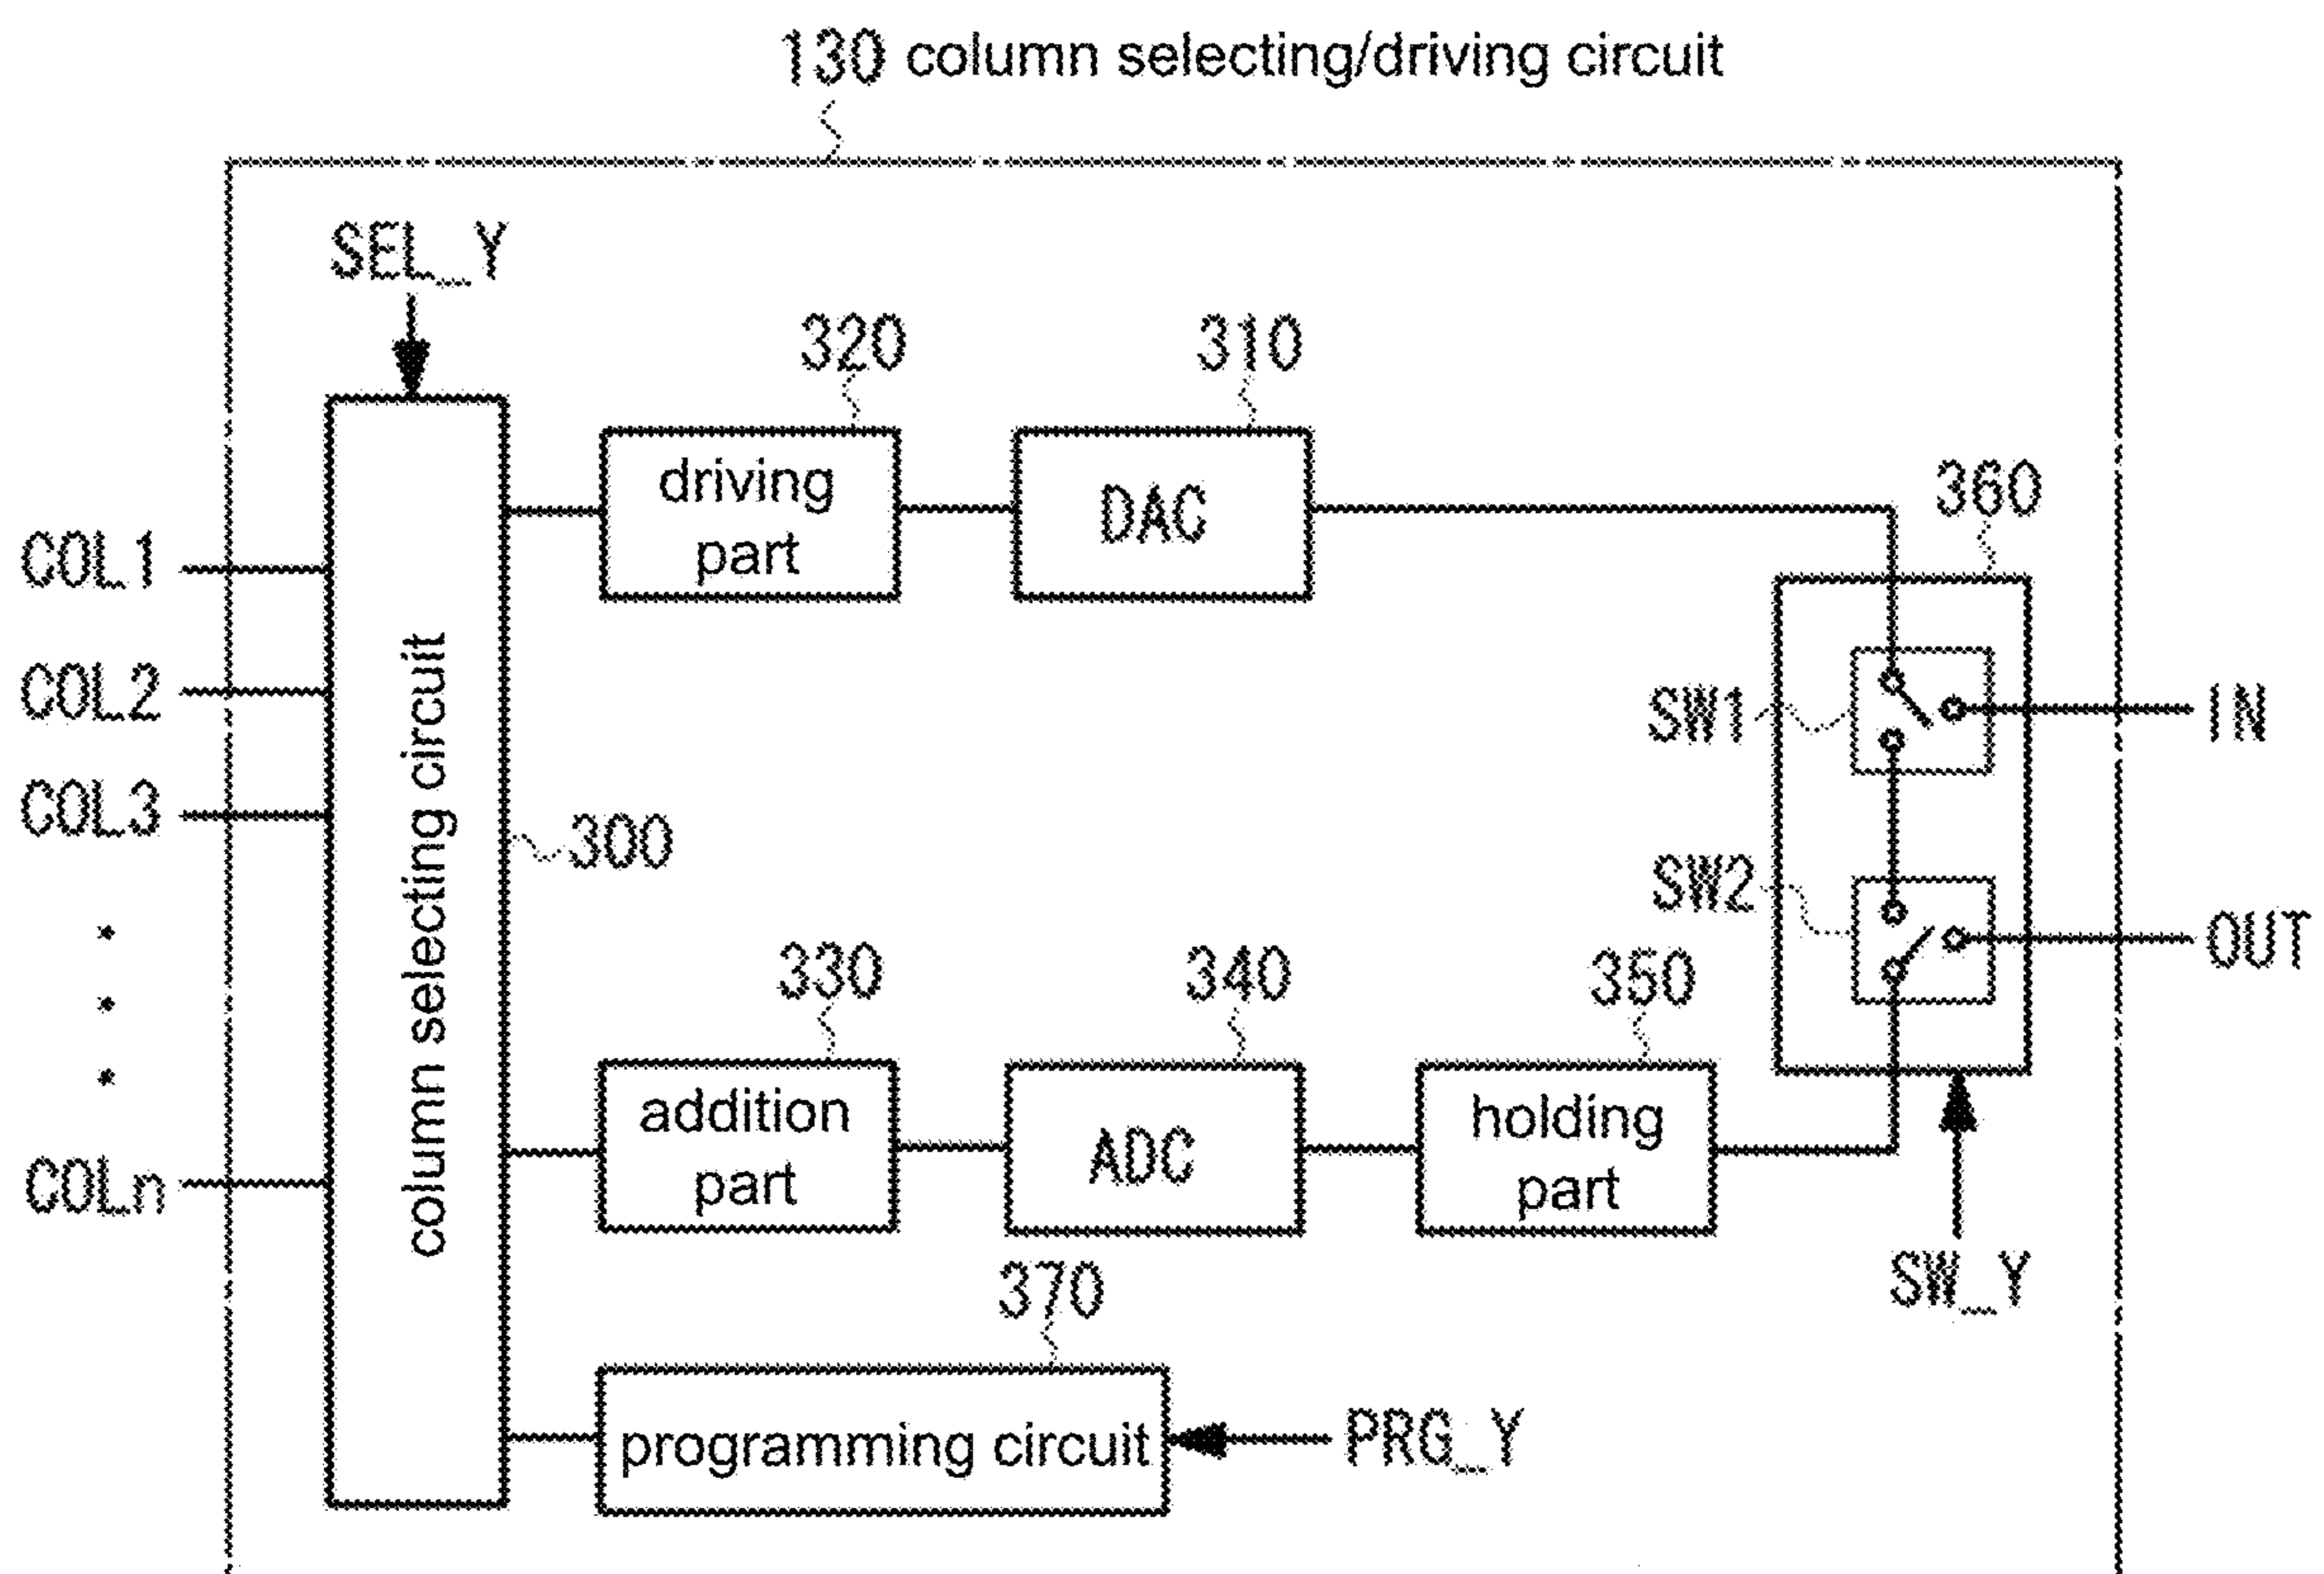 130 column selecting/driving circuit
SEL_Y
320
310
driving
part
DAC
360
COL1
COL2
COL3
COLn
column selecting circuit
300
SW1
IN
SW2
OUT
330
340
350
addition
part
ADC
holding
part
SW_Y
370
programming circuit
PRG_Y